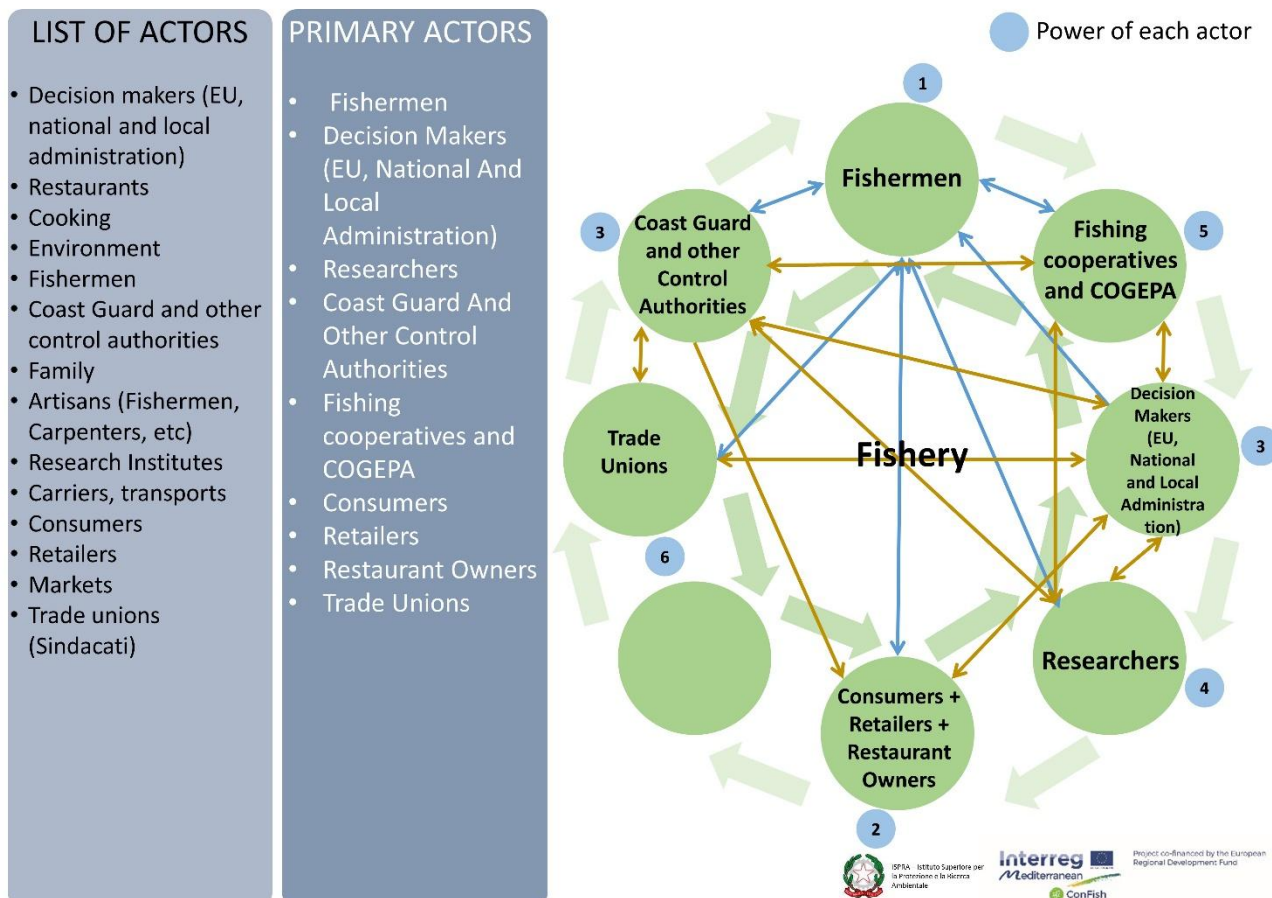 LIST OF ACTORS
• Decision makers (EU,
national and local
administration)
• Restaurants
• Cooking
• Environment
• Fishermen
• Coast Guard and other
control authorities
• Family
• Artisans (Fishermen,
Carpenters, etc)
• Research Institutes
• Carriers, transports
• Consumers
• Retailers
• Markets
• Trade unions
(Sindacati)
PRIMARY ACTORS
• Fishermen
• Decision Makers
(EU, National And
Local
Administration)
• Researchers
• Coast Guard And
Other Control
Authorities
• Fishing
cooperatives and
COGEPA
• Consumers
• Retailers
• Restaurant Owners
• Trade Unions
Power of each actor
1
Fishermen
3
Coast Guard
and other
Control
Authorities
Fishing
cooperatives
and COGEPA
5
Trade
Unions
6
Fishery
Decision
Makers
(EU,
National
and Local
Administra
tion)
3
Researchers
4
Consumers +
Retailers +
Restaurant
Owners
2
ISPRA - Istituto Superiore per
la Protezione e la Ricerca
Ambientale
Interreg
Mediterranean
ConFish
Project co-financed by the European
Regional Development Fund